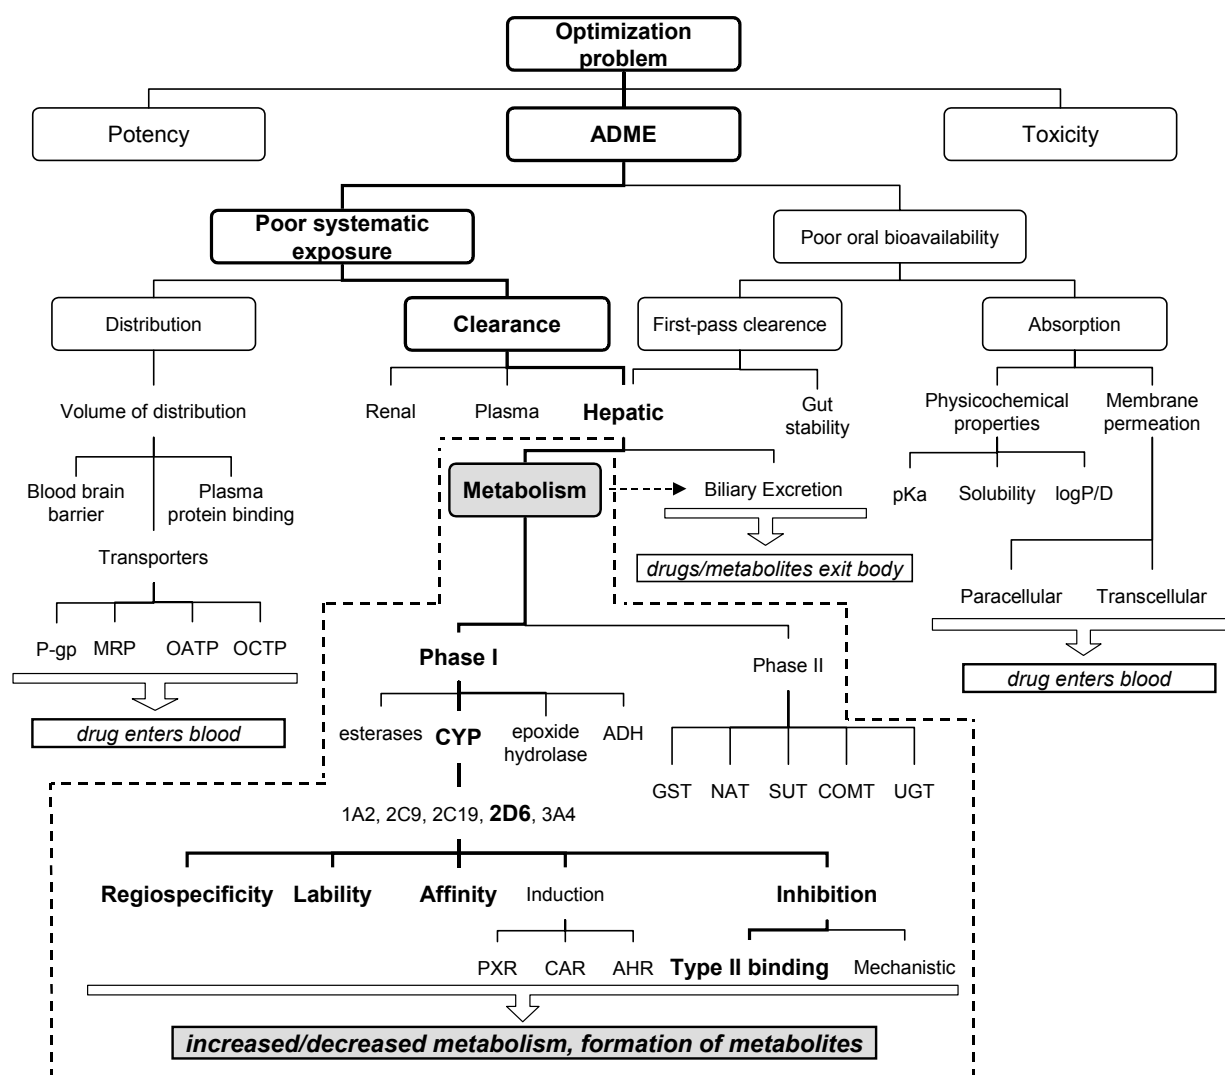 Optimization
problem
Potency
ADME
Toxicity
Poor systematic
exposure
Poor oral bioavailability
Distribution
Clearance
First-pass clearence
Absorption
Volume of distribution
Renal
Plasma
Hepatic
Gut
stability
Physicochemical
properties
Membrane
permeation
Blood brain
barrier
Plasma
protein binding
Metabolism
Biliary Excretion
pKa
Solubility
logP/D
Transporters
drugs/metabolites exit body
Paracellular
Transcellular
P-gp
MRP
OATP
OCTP
Phase I
Phase II
drug enters blood
drug enters blood
esterases
CYP
epoxide
hydrolase
ADH
GST
NAT
SUT
COMT
UGT
1A2, 2C9, 2C19, 2D6, 3A4
Regiospecificity
Lability
Affinity
Induction
Inhibition
PXR
CAR
AHR
Type II binding
Mechanistic
increased/decreased metabolism, formation of metabolites